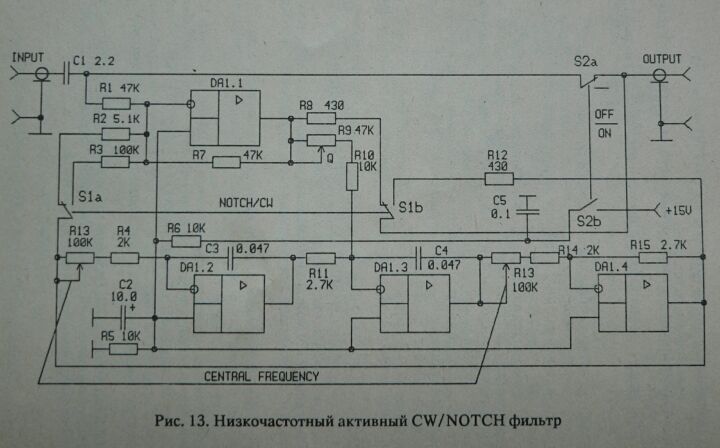 INPUT
C1 2.2
S2a
OUTPUT
R1 47K
DA1.1
R2 5.1K
R8 430
R3 100K
R9 47K
OFF
ON
R7 47K
Q
R10
10K
R12
430
S1a
NOTCH/CW
S1b
C5
0.1
S2b
+15V
R13
100K
R4
2K
R6 10K
C3
0.047
C4
0.047
R14 2K
R15 2.7K
DA1.2
R11
2.7K
DA1.3
R13
100K
DA1.4
C2
10.0
+
R5 10K
CENTRAL FREQUENCY
Рис. 13. Низкочастотный активный CW/NOTCH фильтр